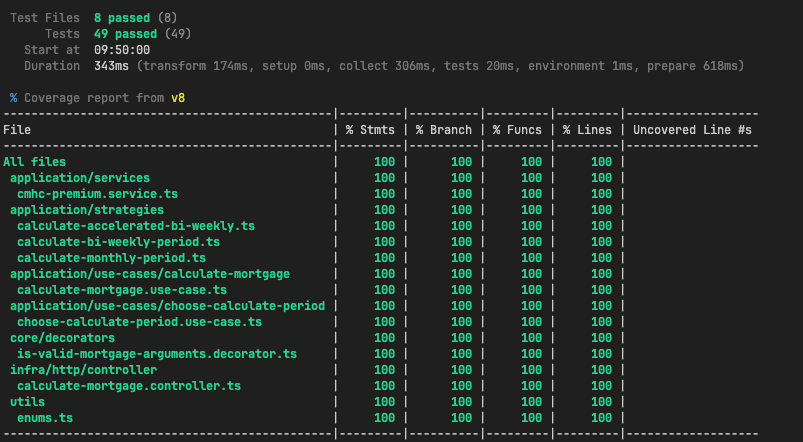 Test Files  8 passed (8)
Tests  49 passed (49)
Start at  09:50:00
Duration  343ms (transform 174ms, setup 0ms, collect 306ms, tests 20ms, environment 1ms, prepare 618ms)
% Coverage report from v8
File | % Stmts | % Branch | % Funcs | % Lines | Uncovered Line #s
All files | 100 | 100 | 100 | 100 |
application/services | 100 | 100 | 100 | 100 |
cmhc-premium.service.ts | 100 | 100 | 100 | 100 |
application/strategies | 100 | 100 | 100 | 100 |
calculate-accelerated-bi-weekly.ts | 100 | 100 | 100 | 100 |
calculate-bi-weekly-period.ts | 100 | 100 | 100 | 100 |
calculate-monthly-period.ts | 100 | 100 | 100 | 100 |
application/use-cases/calculate-mortgage | 100 | 100 | 100 | 100 |
calculate-mortgage.use-case.ts | 100 | 100 | 100 | 100 |
application/use-cases/choose-calculate-period | 100 | 100 | 100 | 100 |
choose-calculate-period.use-case.ts | 100 | 100 | 100 | 100 |
core/decorators | 100 | 100 | 100 | 100 |
is-valid-mortgage-arguments.decorator.ts | 100 | 100 | 100 | 100 |
infra/http/controller | 100 | 100 | 100 | 100 |
calculate-mortgage.controller.ts | 100 | 100 | 100 | 100 |
utils | 100 | 100 | 100 | 100 |
enums.ts | 100 | 100 | 100 | 100 |